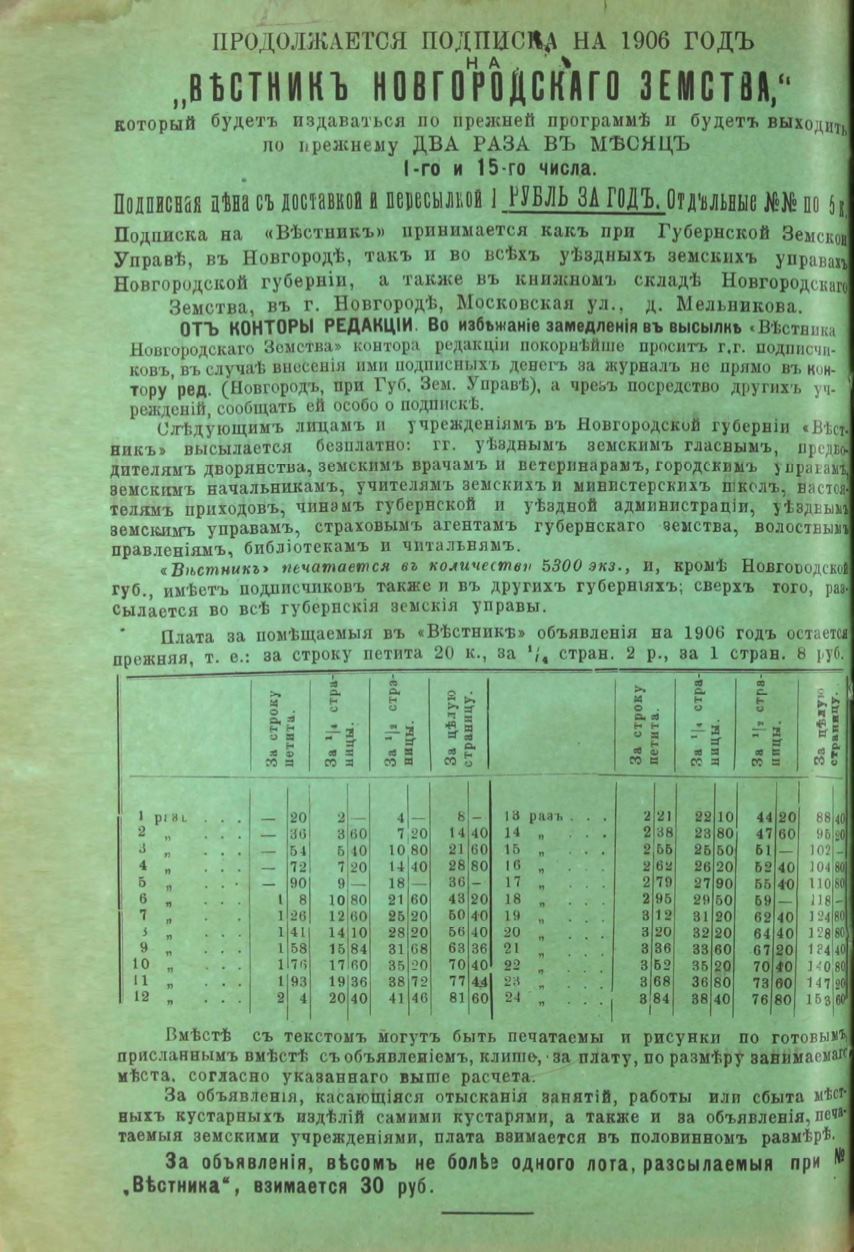 ПРОДОЛЖАЕТСЯ ПОДПИСКА НА 1906 ГОДЪ
НА
„ВѢСТНИКЪ НОВГОРОДСКАГО ЗЕМСТВА,“
который будетъ издаваться по прежней программѣ и будетъ выходить
по прежнему ДВА РАЗА ВЪ МѢСЯЦЪ
1-го и 15-го числа.
Подписная цѣна съ доставкой и пересылкой 1 РУБЛЬ ЗА ГОДЪ. Отдѣльные №№ по 5 к.
Подписка на «Вѣстникъ» принимается какъ при Губернской Земской
Управѣ, въ Новгородѣ, такъ и во всѣхъ уѣздныхъ земскихъ управахъ
Новгородской губерніи, а также въ книжномъ складѣ Новгородскаго
Земства, въ г. Новгородѣ, Московская ул., д. Мельникова.
ОТЪ КОНТОРЫ РЕДАКЦІИ. Во избѣжаніе замедленія въ высылкѣ «Вѣстника
Новгородскаго Земства» контора редакціи покорнѣйше проситъ г.г. подписчи-
ковъ, въ случаѣ внесенія ими подписныхъ денегъ за журналъ не прямо въ кон-
тору ред. (Новгородъ, при Губ. Зем. Управѣ), а чрезъ посредство другихъ уч-
режденій, сообщать ей особо о подпискѣ.
Слѣдующимъ лицамъ и учрежденіямъ въ Новгородской губерніи «Вѣст-
никъ» высылается безплатно: гг. уѣзднымъ земскимъ гласнымъ, предво-
дителямъ дворянства, земскимъ врачамъ и ветеринарамъ, городскимъ управамъ,
земскимъ начальникамъ, учителямъ земскихъ и министерскихъ школъ, настоя-
телямъ приходовъ, чинамъ губернской и уѣздной администраціи, уѣзднымъ
земскимъ управамъ, страховымъ агентамъ губернскаго земства, волостнымъ
правленіямъ, библіотекамъ и читальнямъ.
«Вѣстникъ» печатается въ количествѣ 5300 экз., и, кромѣ Новгородской
губ., имѣетъ подписчиковъ также и въ другихъ губерніяхъ; сверхъ того, раз-
сылается во всѣ губернскія земскія управы.
Плата за помѣщаемыя въ «Вѣстникѣ» объявленія на 1906 годъ остается
прежняя, т. е.: за строку петита 20 к., за 1/4 стран. 2 р., за 1 стран. 8 руб.
За строку петита. За 1/4 стра- ницы. За 1/2 стра- ницы. За цѣлую страницу. За строку петита. За 1/4 стра- ницы. За 1/2 стра- ницы. За цѣлую страницу.
1 разъ . . . — 20 2 — 4 — 8 — 13 разъ . . . 2 21 22 10 44 20 88 40
2 „ . . . — 36 3 60 7 20 14 40 14 „ . . . 2 38 23 80 47 60 95 20
3 „ . . . — 54 5 40 10 80 21 60 15 „ . . . 2 55 25 50 51 — 102 —
4 „ . . . — 72 7 20 14 40 28 80 16 „ . . . 2 62 26 20 52 40 104 80
5 „ . . . — 90 9 — 18 — 36 — 17 „ . . . 2 79 27 90 55 40 110 80
6 „ . . . 1 8 10 80 21 60 43 20 18 „ . . . 2 95 29 50 59 — 118 —
7 „ . . . 1 26 12 60 25 20 50 40 19 „ . . . 3 12 31 20 62 40 124 80
8 „ . . . 1 41 14 10 28 20 56 40 20 „ . . . 3 20 32 20 64 40 128 80
9 „ . . . 1 58 15 84 31 68 63 36 21 „ . . . 3 36 33 60 67 20 134 40
10 „ . . . 1 76 17 60 35 20 70 40 22 „ . . . 3 52 35 20 70 40 140 80
11 „ . . . 1 93 19 36 38 72 77 44 23 „ . . . 3 68 36 80 73 60 147 20
12 „ . . . 2 4 20 40 41 46 81 60 24 „ . . . 3 84 38 40 76 80 153 60
Вмѣстѣ съ текстомъ могутъ быть печатаемы и рисунки по готовымъ,
присланнымъ вмѣстѣ съ объявленіемъ, клише, за плату, по размѣру занимаемаго
мѣста, согласно указаннаго выше расчета.
За объявленія, касающіяся отысканія занятій, работы или сбыта мѣст-
ныхъ кустарныхъ издѣлій самими кустарями, а также и за объявленія, печа-
таемыя земскими учрежденіями, плата взимается въ половинномъ размѣрѣ.
За объявленія, вѣсомъ не болѣе одного лота, разсылаемыя при №
„Вѣстника“, взимается 30 руб.